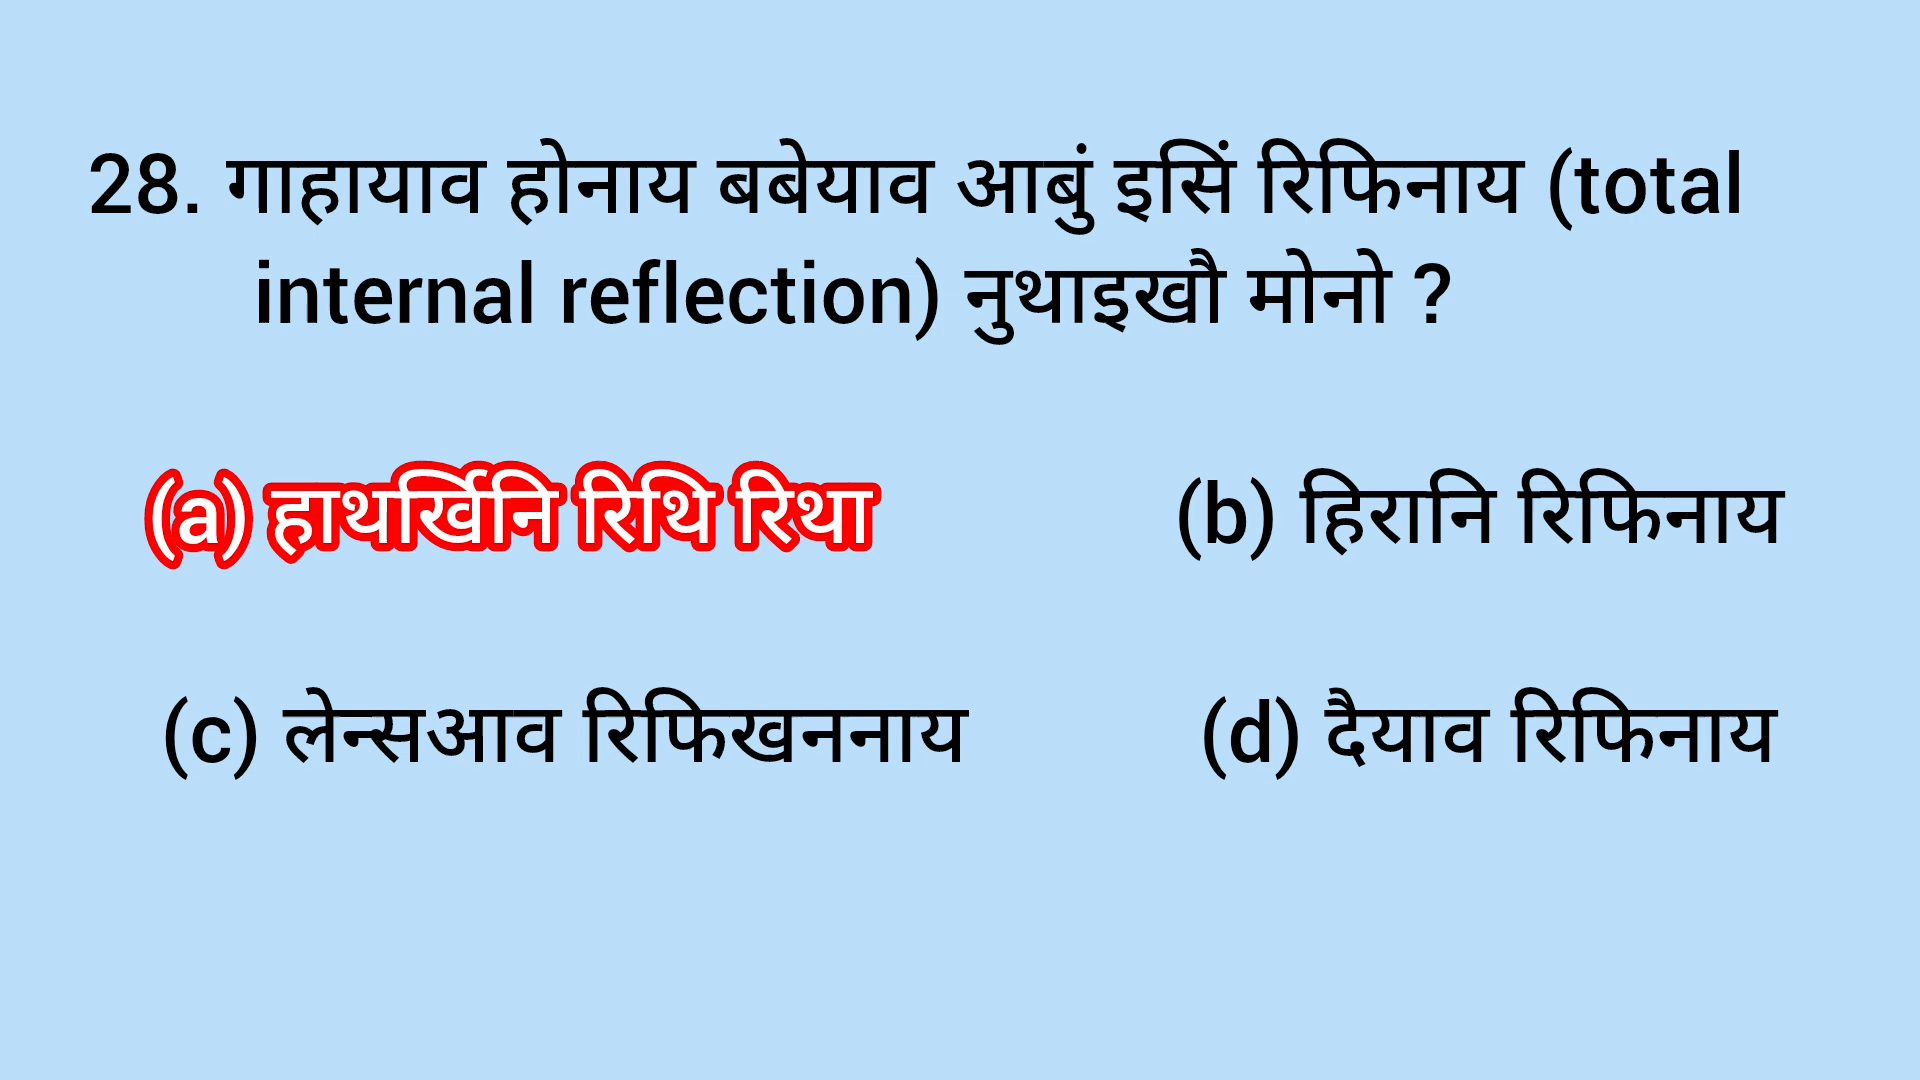 28. गाहायाव होनाय बबेयाव आबुं इसिं रिफिनाय (total
internal reflection) नुथाइखौ मोनो ?
(a) हाथर्खिनि रिथि रिथा (b) हिरानि रिफिनाय
(c) लेन्सआव रिफिखननाय (d) दैयाव रिफिनाय